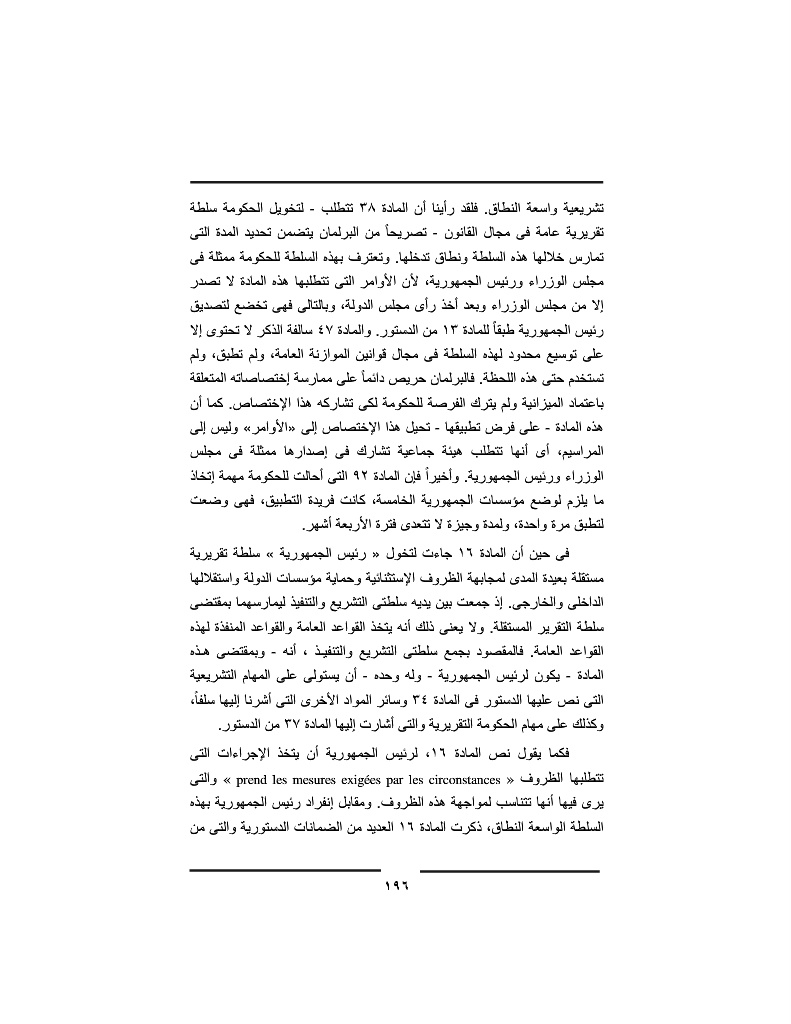 تشريعية واسعة النطاق. فلقد رأينا أن المادة ٣٨ تتطلب - لتخويل الحكومة سلطة
تقريرية عامة فى مجال القانون - تصريحاً من البرلمان يتضمن تحديد المدة التى
تمارس خلالها هذه السلطة ونطاق تدخلها. وتعترف بهذه السلطة للحكومة ممثلة فى
مجلس الوزراء ورئيس الجمهورية، لأن الأوامر التى تتطلبها هذه المادة لا تصدر
إلا من مجلس الوزراء وبعد أخذ رأى مجلس الدولة، وبالتالى فهى تخضع لتصديق
رئيس الجمهورية طبقاً للمادة ١٣ من الدستور. والمادة ٤٧ سالفة الذكر لا تحتوى إلا
على توسيع محدود لهذه السلطة فى مجال قوانين الموازنة العامة، ولم تطبق، ولم
تستخدم حتى هذه اللحظة. فالبرلمان حريص دائماً على ممارسة إختصاصاته المتعلقة
باعتماد الميزانية ولم يترك الفرصة للحكومة لكى تشاركه هذا الإختصاص. كما أن
هذه المادة - على فرض تطبيقها - تحيل هذا الإختصاص إلى «الأوامر» وليس إلى
المراسيم، أى أنها تتطلب هيئة جماعية تشارك فى إصدارها ممثلة فى مجلس
الوزراء ورئيس الجمهورية. وأخيراً فإن المادة ٩٢ التى أحالت للحكومة مهمة إتخاذ
ما يلزم لوضع مؤسسات الجمهورية الخامسة، كانت فريدة التطبيق، فهى وضعت
لتطبق مرة واحدة، ولمدة وجيزة لا تتعدى فترة الأربعة أشهر.
فى حين أن المادة ١٦ جاءت لتخول « رئيس الجمهورية » سلطة تقريرية
مستقلة بعيدة المدى لمجابهة الظروف الإستثنائية وحماية مؤسسات الدولة واستقلالها
الداخلى والخارجى. إذ جمعت بين يديه سلطتى التشريع والتنفيذ ليمارسهما بمقتضى
سلطة التقرير المستقلة. ولا يعنى ذلك أنه يتخذ القواعد العامة والقواعد المنفذة لهذه
القواعد العامة. فالمقصود بجمع سلطتى التشريع والتنفيذ ، أنه - وبمقتضى هذه
المادة - يكون لرئيس الجمهورية - وله وحده - أن يستولى على المهام التشريعية
التى نص عليها الدستور فى المادة ٣٤ وسائر المواد الأخرى التى أشرنا إليها سلفاً،
وكذلك على مهام الحكومة التقريرية والتى أشارت إليها المادة ٣٧ من الدستور.
فكما يقول نص المادة ١٦، لرئيس الجمهورية أن يتخذ الإجراءات التى
تتطلبها الظروف « prend les mesures exigées par les circonstances » والتى
يرى فيها أنها تتناسب لمواجهة هذه الظروف. ومقابل إنفراد رئيس الجمهورية بهذه
السلطة الواسعة النطاق، ذكرت المادة ١٦ العديد من الضمانات الدستورية والتى من
١٩٦